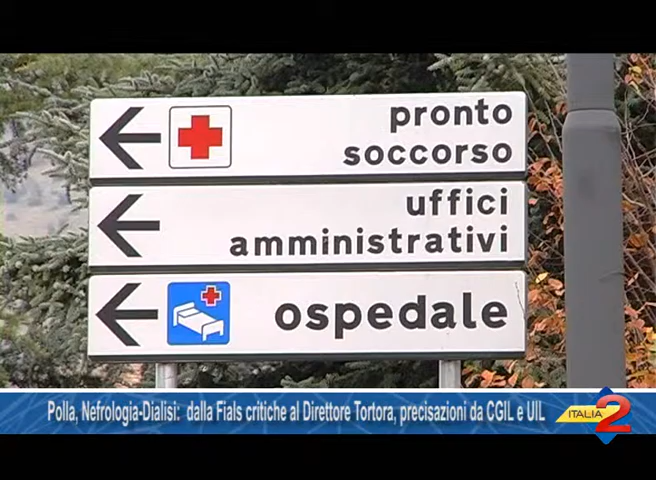 pronto
soccorso
uffici
amministrativi
ospedale
Polla, Nefrologia-Dialisi: dalla Fials critiche al Direttore Tortora, precisazioni da CGIL e UIL
ITALIA 2